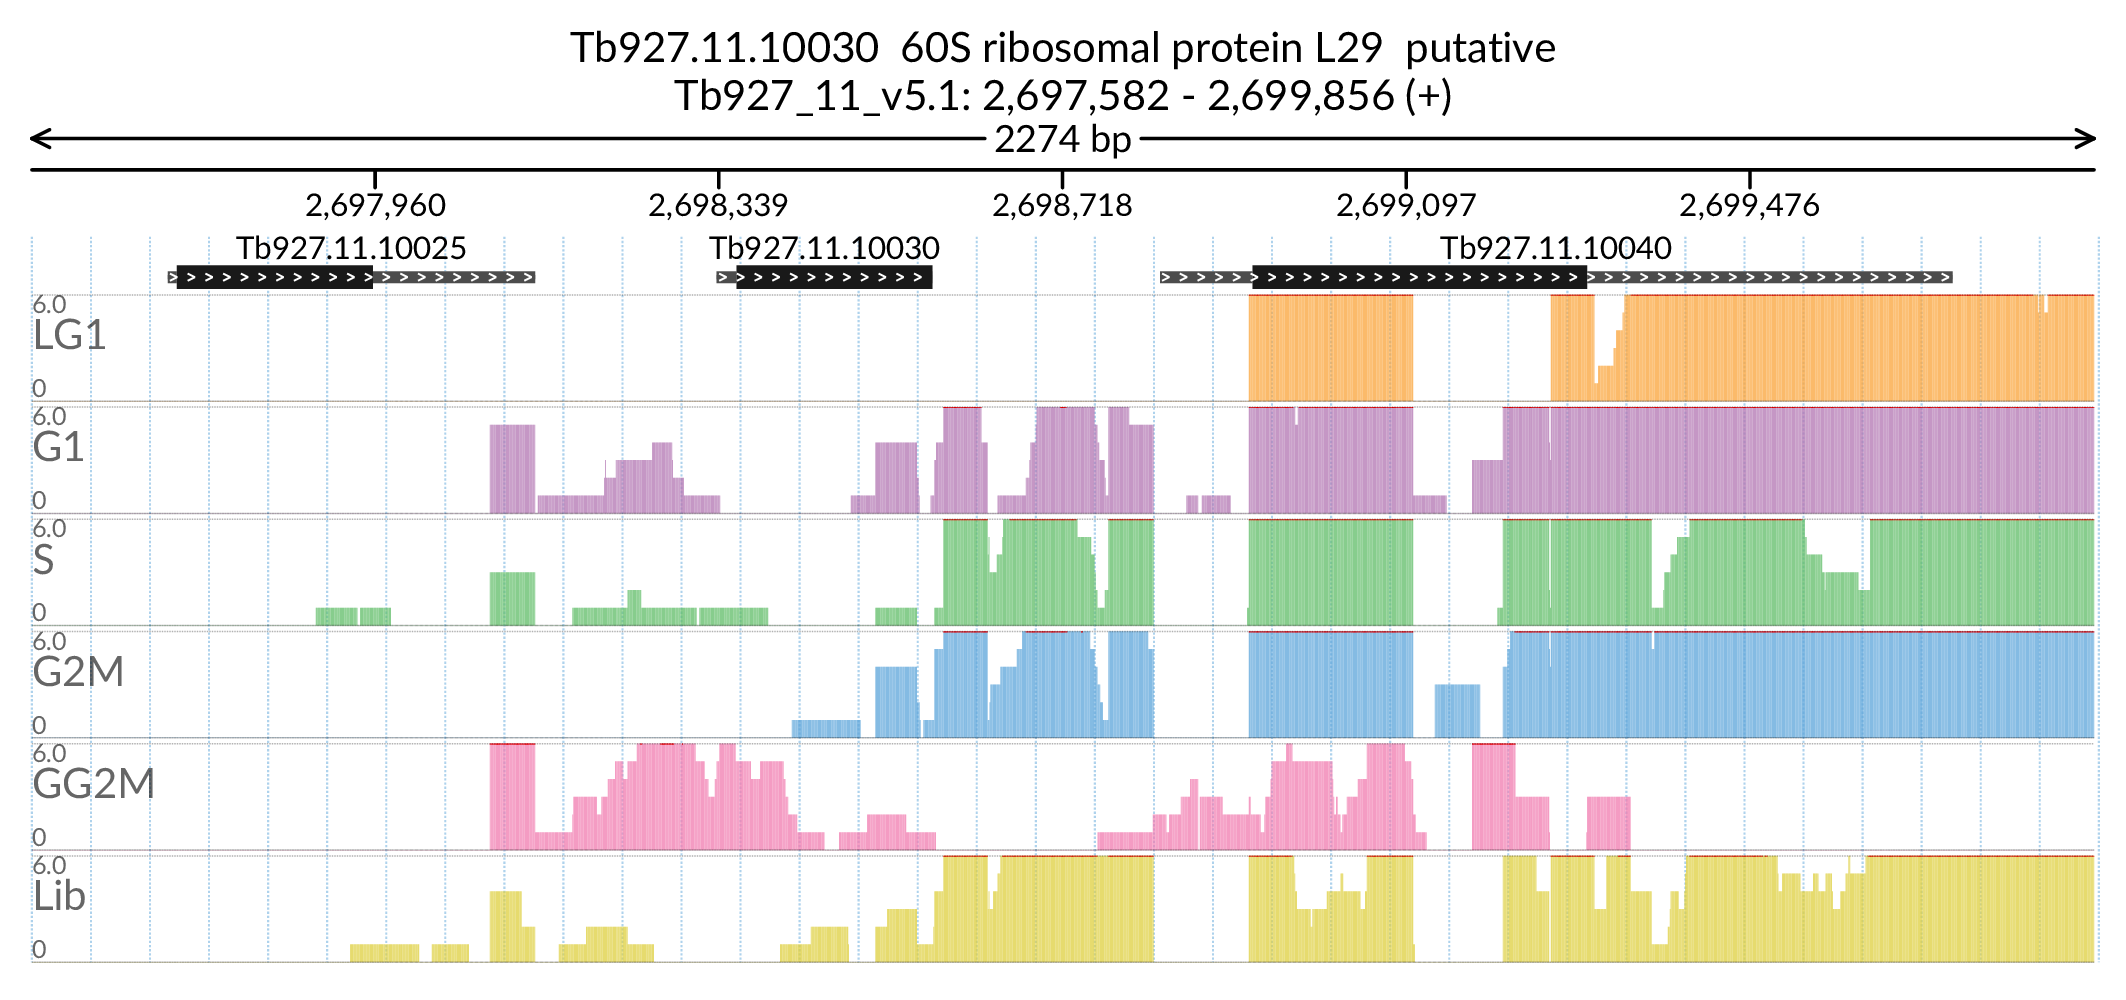 Tb927.11.10030 60S ribosomal protein L29 putative
Tb927_11_v5.1: 2,697,582 - 2,699,856 (+)
2274 bp
2,697,960 2,698,339 2,698,718 2,699,097 2,699,476
Tb927.11.10025 Tb927.11.10030 Tb927.11.10040
6.0
LG1
0
6.0
G1
0
6.0
S
0
6.0
G2M
0
6.0
GG2M
0
6.0
Lib
0